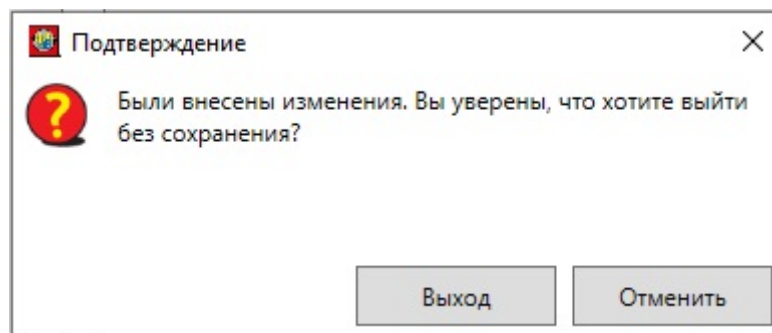 Подтверждение
Были внесены изменения. Вы уверены, что хотите выйти
без сохранения?
Выход
Отменить